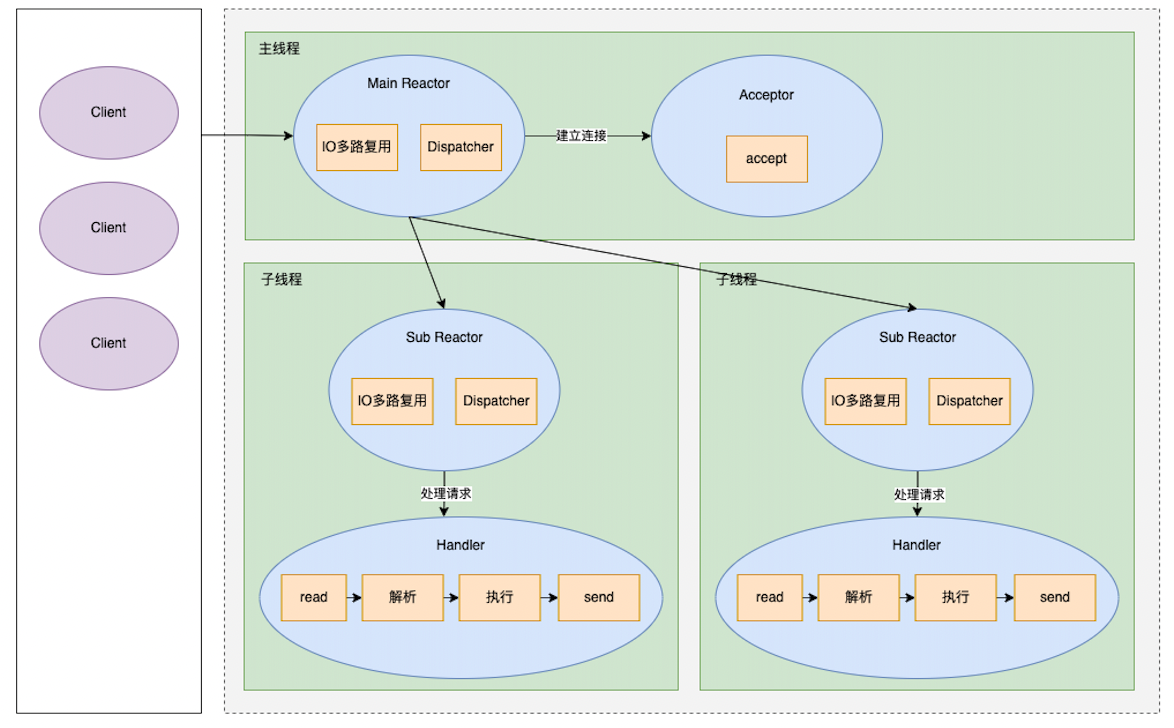 Client
Client
Client
主线程
Main Reactor
IO多路复用
Dispatcher
建立连接
Acceptor
accept
子线程
Sub Reactor
IO多路复用
Dispatcher
处理请求
Handler
read
解析
执行
send
子线程
Sub Reactor
IO多路复用
Dispatcher
处理请求
Handler
read
解析
执行
send